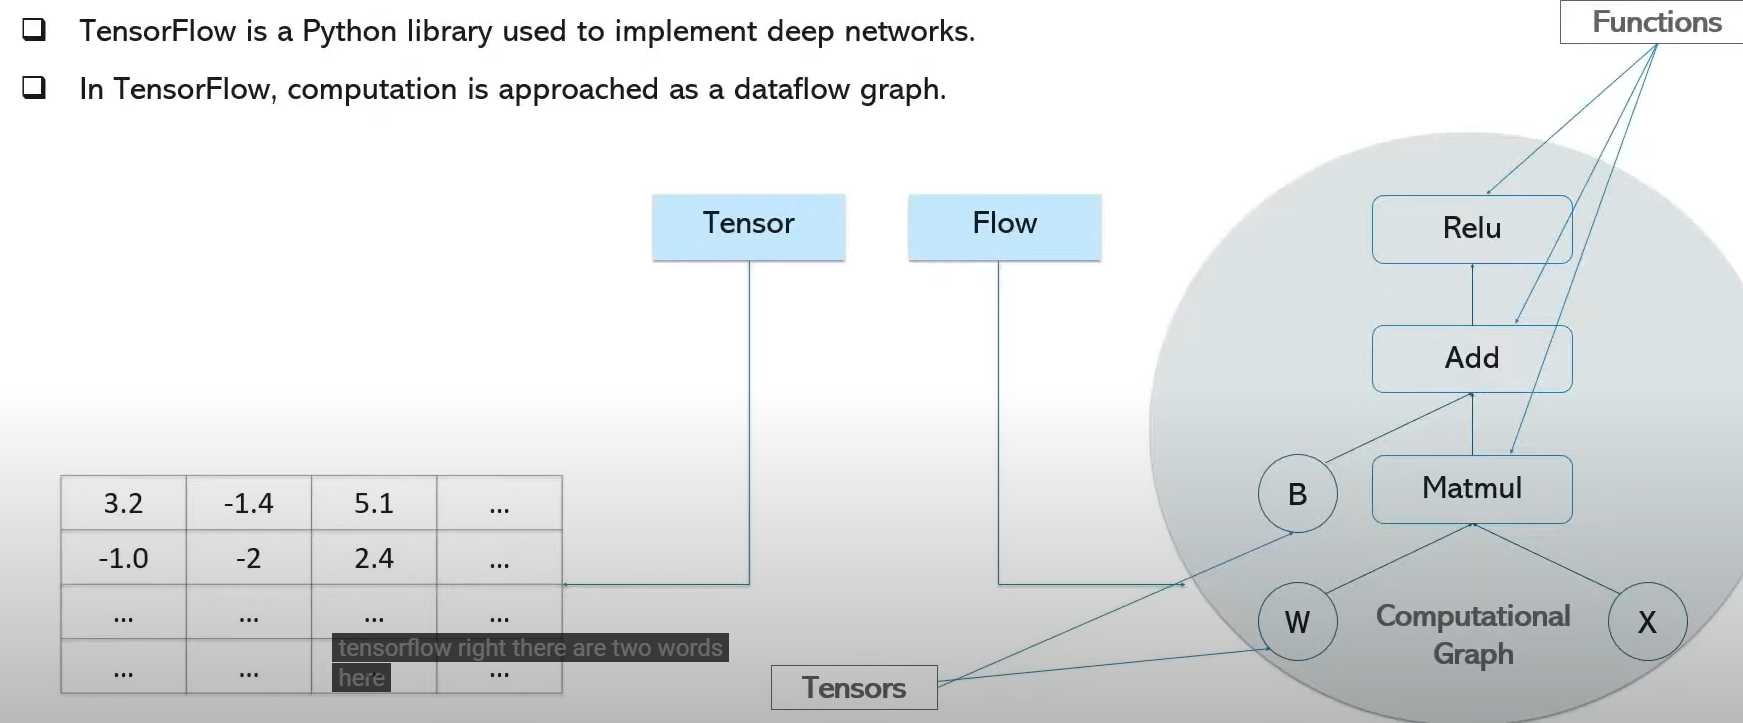 TensorFlow is a Python library used to implement deep networks.
In TensorFlow, computation is approached as a dataflow graph.
Functions
Tensor
Flow
Relu
Add
Matmul
B
W
X
Computational
Graph
Tensors
3.2 -1.4 5.1 ...
-1.0 -2 2.4 ...
... ... ... ...
... ... ...
tensorflow right there are two words
here